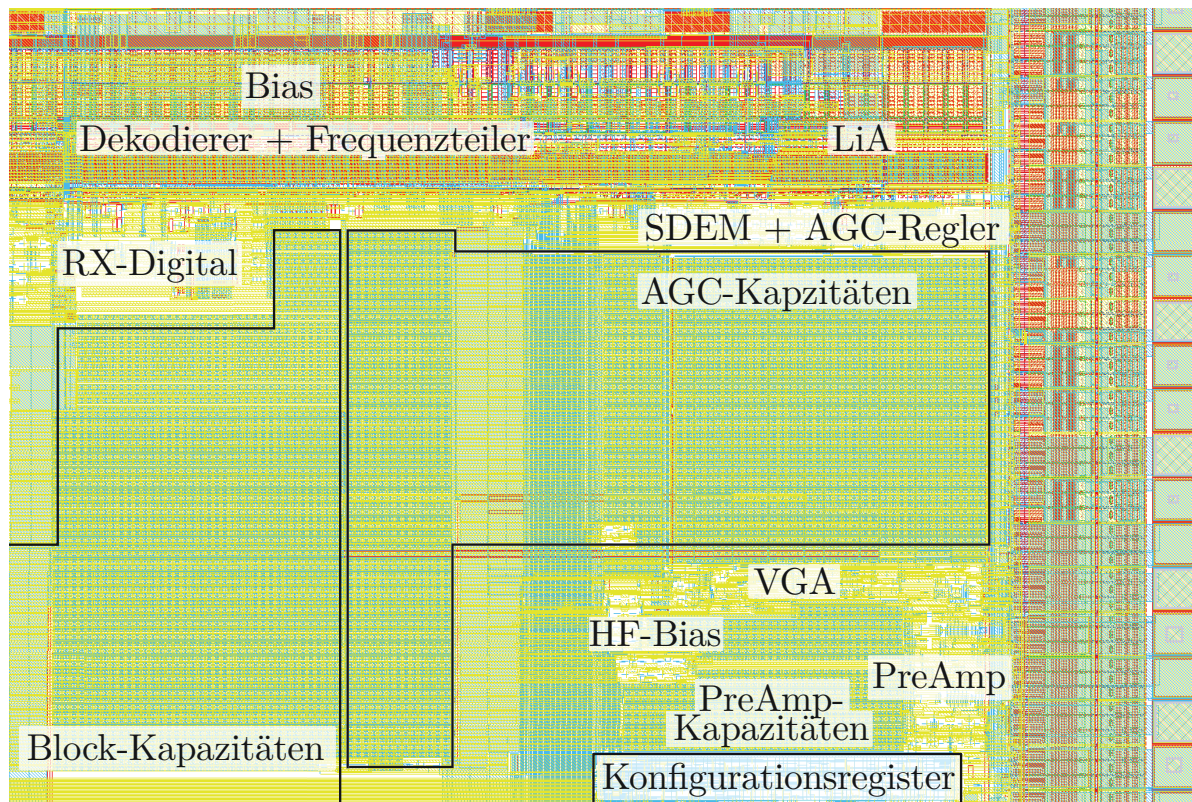 Bias
Dekodierer + Frequenzteiler
LiA
SDEM + AGC-Regler
RX-Digital
AGC-Kapzitäten
VGA
HF-Bias
PreAmp
PreAmp-
Kapazitäten
Block-Kapazitäten
Konfigurationsregister